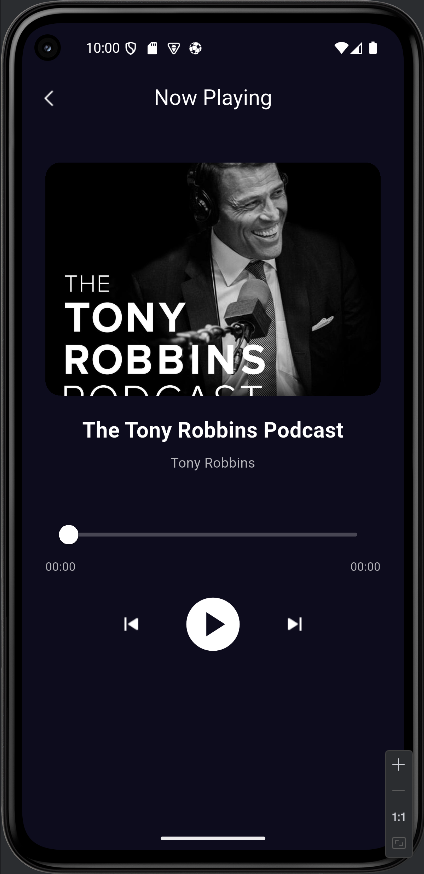 10:00
Now Playing
THE
TONY
ROBBINS
PODCAST
The Tony Robbins Podcast
Tony Robbins
00:00 00:00
1:1